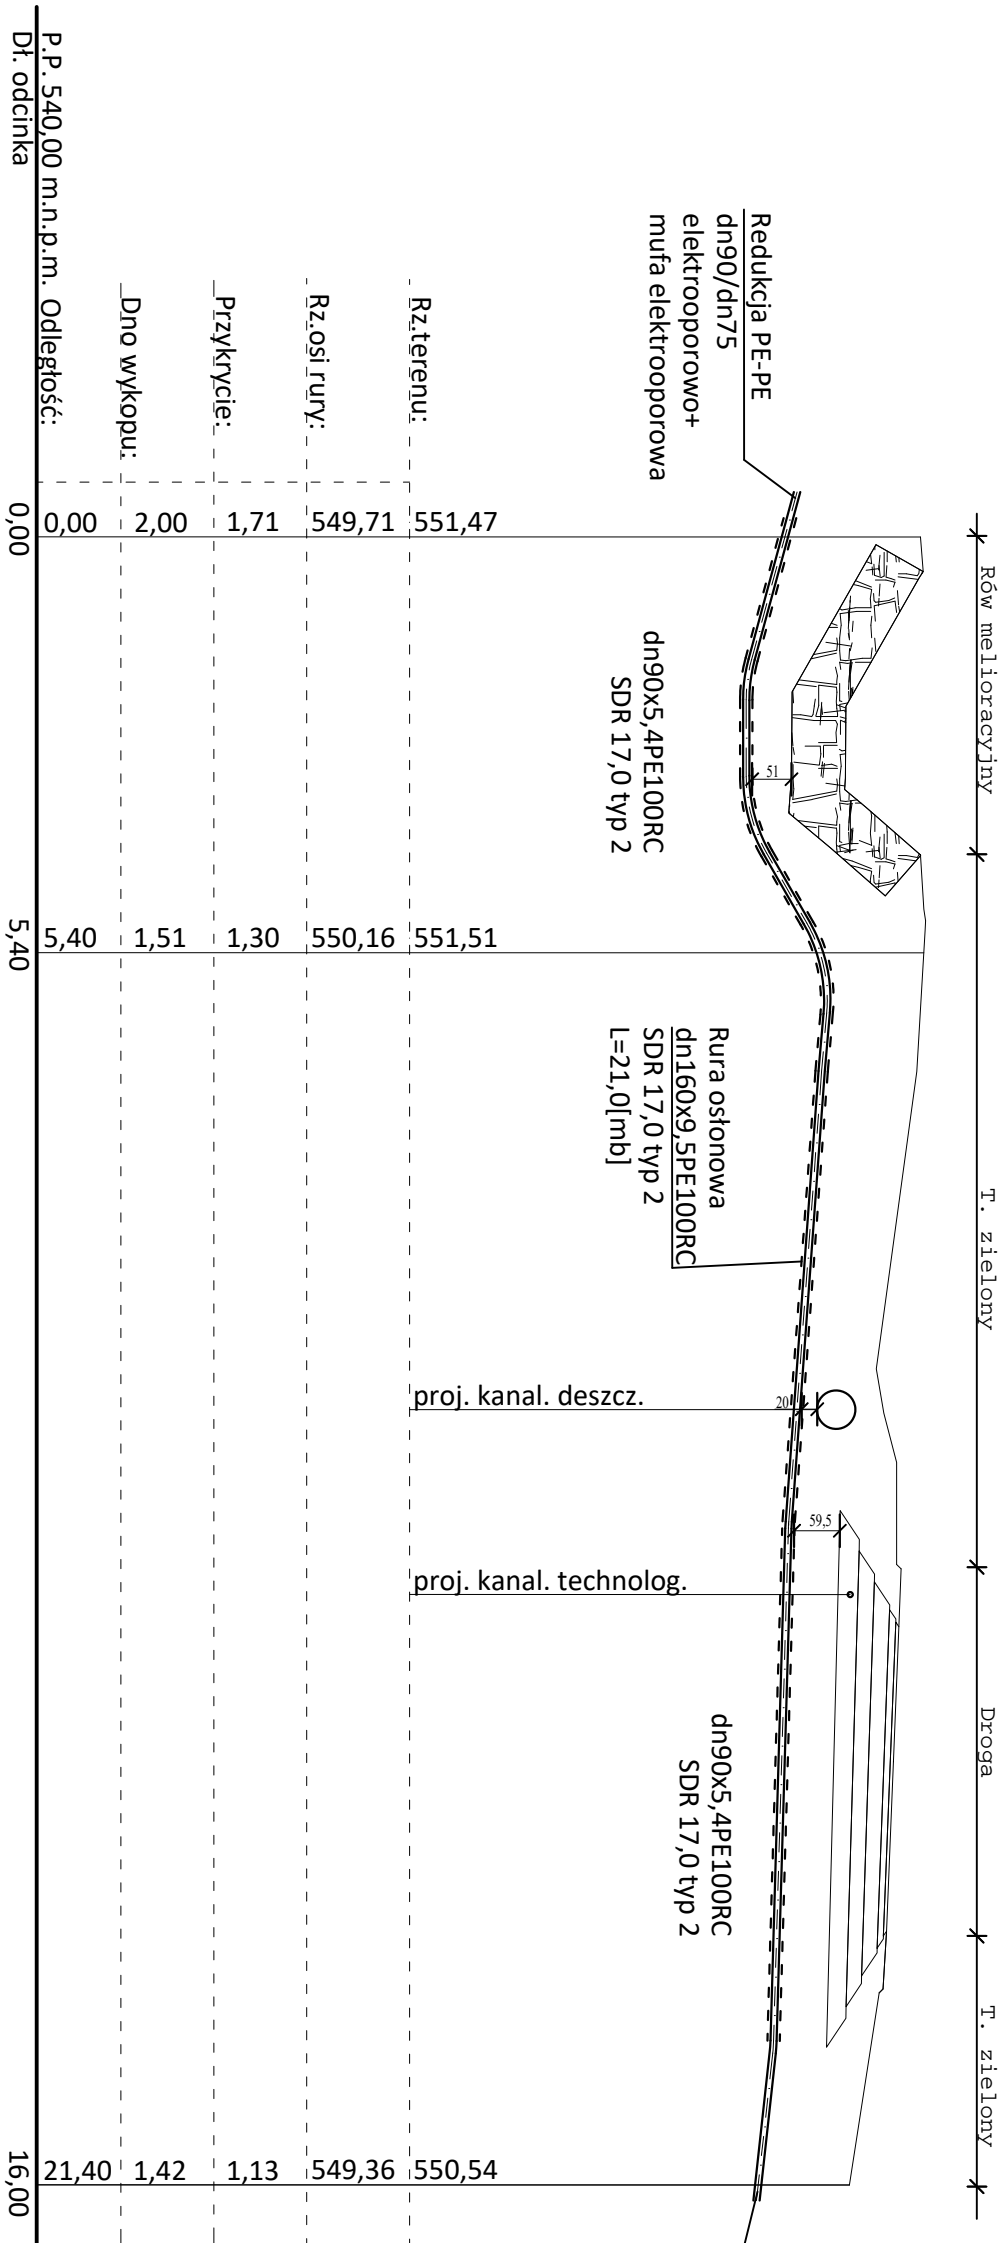 Rów melioracyjny
T. zielony
Droga
T. zielony
Redukcja PE-PE
dn90/dn75
elektrooporowo+
mufa elektrooporowa
dn90x5,4PE100RC
SDR 17,0 typ 2
51
Rura osłonowa
dn160x9,5PE100RC
SDR 17,0 typ 2
L=21,0[mb]
20
59,5
dn90x5,4PE100RC
SDR 17,0 typ 2
proj. kanal. deszcz.
proj. kanal. technolog.
Rz.terenu:
551,47
551,51
550,54
Rz.osi rury:
549,71
550,16
549,36
Przykrycie:
1,71
1,30
1,13
Dno wykopu:
2,00
1,51
1,42
P.P. 540,00 m.n.p.m. Odległość:
0,00
5,40
21,40
Dł. odcinka
0,00
5,40
16,00